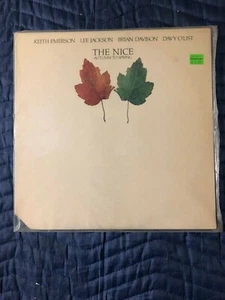 KEITH EMERSON LEE JACKSON BRIAN DAVISON DAVY O'LIST
THE NICE
AUTUMN TO SPRING